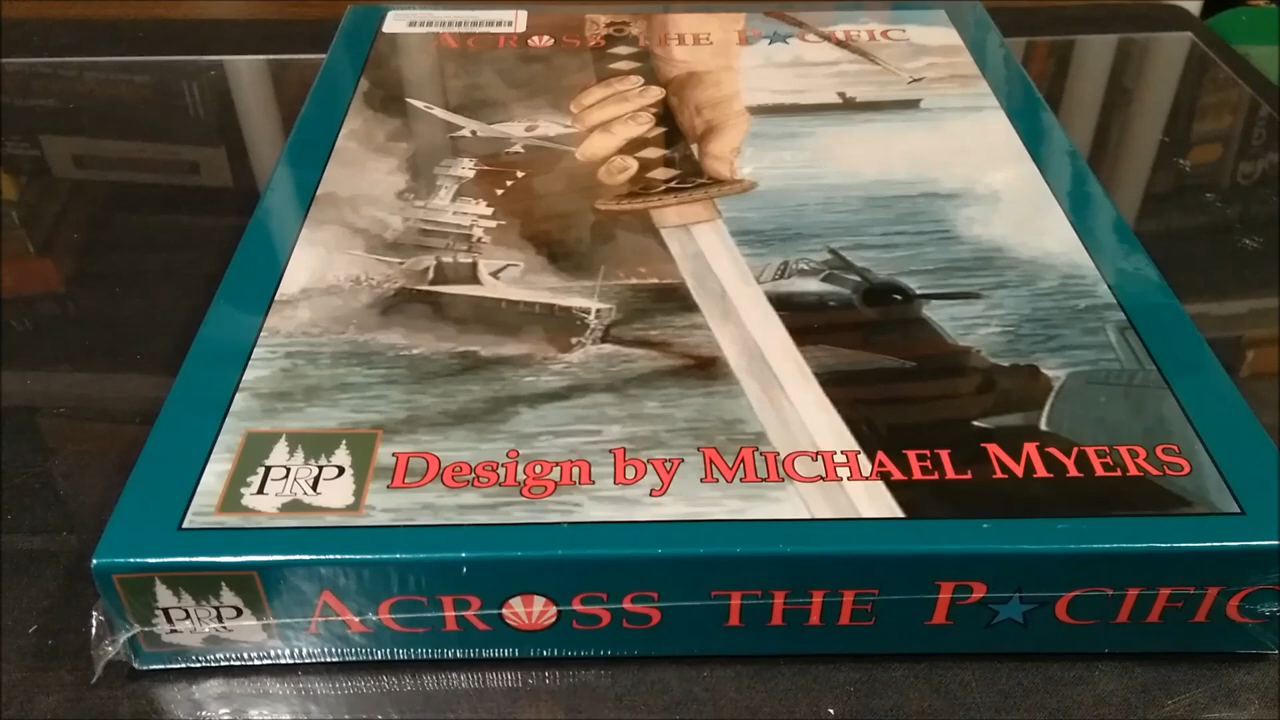 ACROSS THE PACIFIC
PRP
Design by MICHAEL MYERS
PRP
ACROSS THE PACIFIC